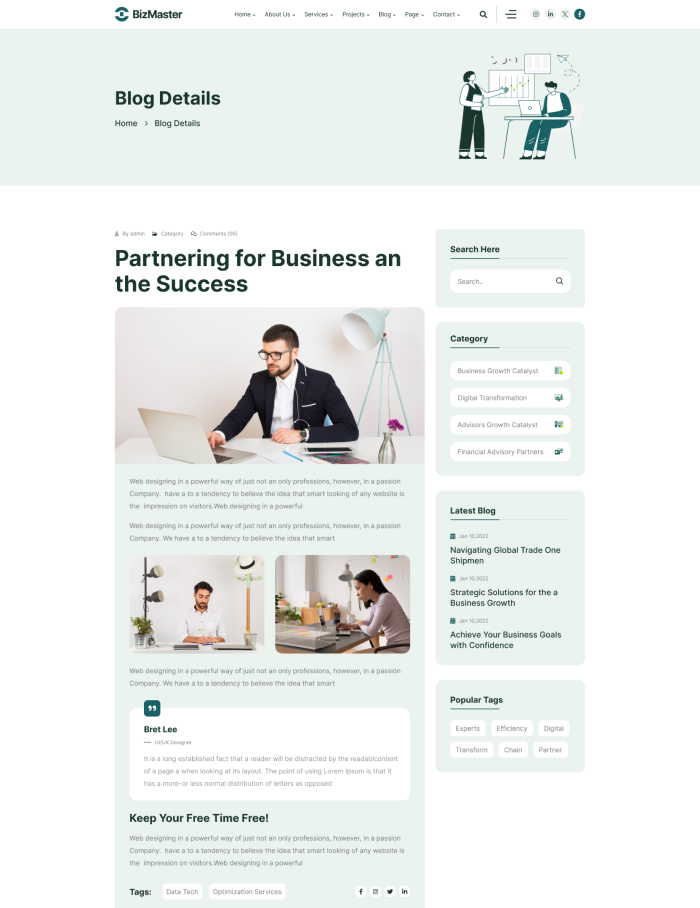 BizMaster
Home
About Us
Services
Projects
Blog
Page
Contact
Blog Details
Home > Blog Details
By admin Category Comments (05)
Partnering for Business an
the Success
Web designing in a powerful way of just not an only professions, however, in a passion
Company. have a to a tendency to believe the idea that smart looking of any website is
the impression on visitors.Web designing in a powerful
Web designing in a powerful way of just not an only professions, however, in a passion
Company. We have a to a tendency to believe the idea that smart
Web designing in a powerful way of just not an only professions, however, in a passion
Company. We have a to a tendency to believe the idea that smart
Bret Lee
UI/UX Designer
It is a long established fact that a reader will be distracted by the readabicontent
of a page a when looking at its layout. The point of using Lorem Ipsum is that it
has a more-or less normal distribution of letters as opposed
Keep Your Free Time Free!
Web designing in a powerful way of just not an only professions, however, in a passion
Company. have a to a tendency to believe the idea that smart looking of any website is
the impression on visitors.Web designing in a powerful
Tags: Data Tech Optimization Services
Search Here
Search..
Category
Business Growth Catalyst
Digital Transformation
Advisors Growth Catalyst
Financial Advisory Partners
Latest Blog
Jan 10,2022
Navigating Global Trade One
Shipmen
Jan 10,2022
Strategic Solutions for the a
Business Growth
Jan 10,2022
Achieve Your Business Goals
with Confidence
Popular Tags
Experts Efficiency Digital
Transform Chain Partner